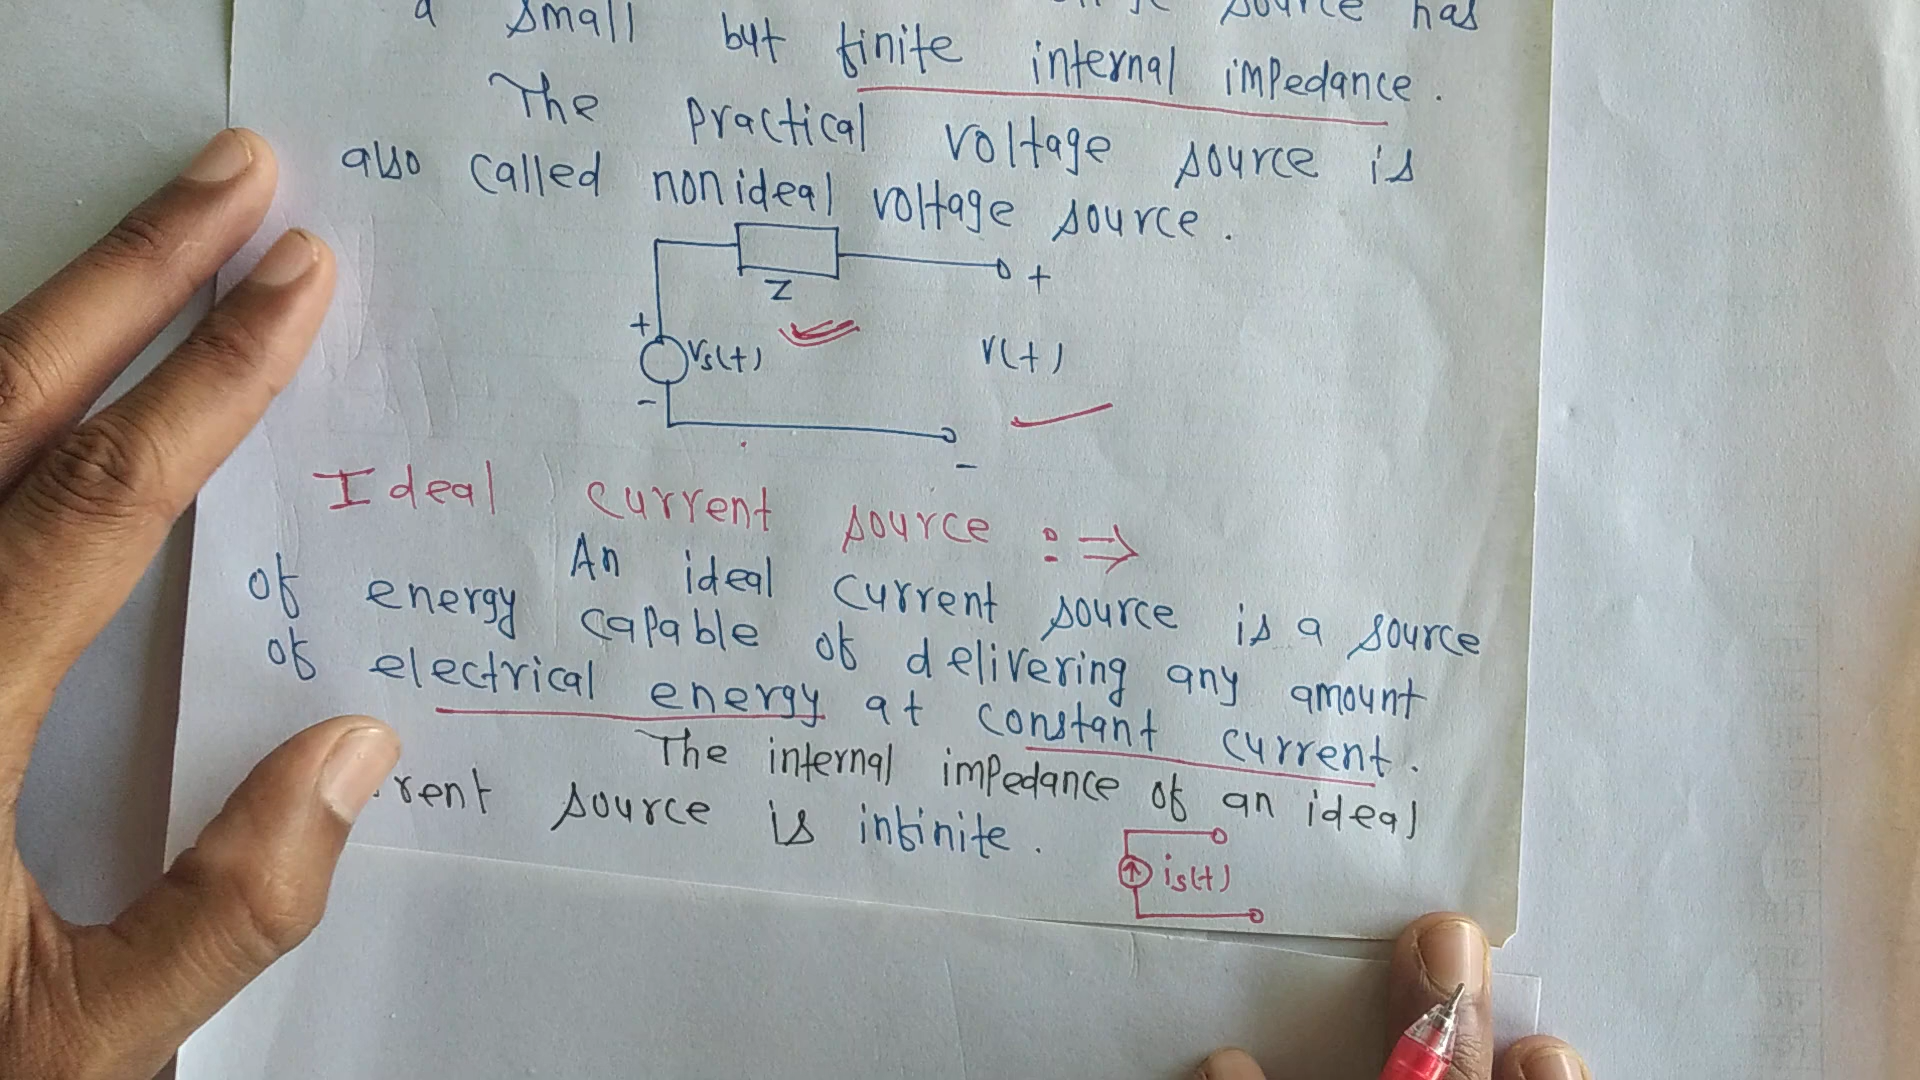 a small but finite internal impedance.
source has
The practical voltage source is
also called nonideal voltage source.
+
Z
+
Vs(t)
V(t)
-
-
Ideal current source :⇒
An ideal current source is a source
of energy capable of delivering any amount
of electrical energy at constant current.
The internal impedance of an ideal
rent source is infinite.
is(t)